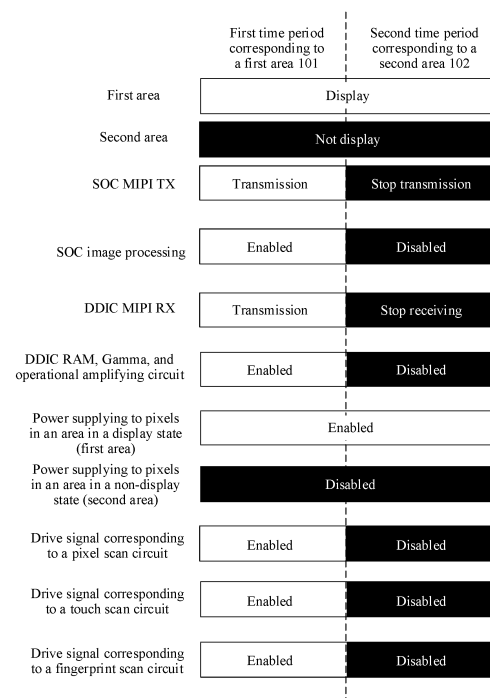 First time period
corresponding to
a first area 101
Second time period
corresponding to a
second area 102
First area
Display
Second area
Not display
SOC MIPI TX
Transmission
Stop transmission
SOC image processing
Enabled
Disabled
DDIC MIPI RX
Transmission
Stop receiving
DDIC RAM, Gamma, and
operational amplifying circuit
Enabled
Disabled
Power supplying to pixels
in an area in a display state
(first area)
Enabled
Power supplying to pixels
in an area in a non-display
state (second area)
Disabled
Drive signal corresponding
to a pixel scan circuit
Enabled
Disabled
Drive signal corresponding
to a touch scan circuit
Enabled
Disabled
Drive signal corresponding
to a fingerprint scan circuit
Enabled
Disabled